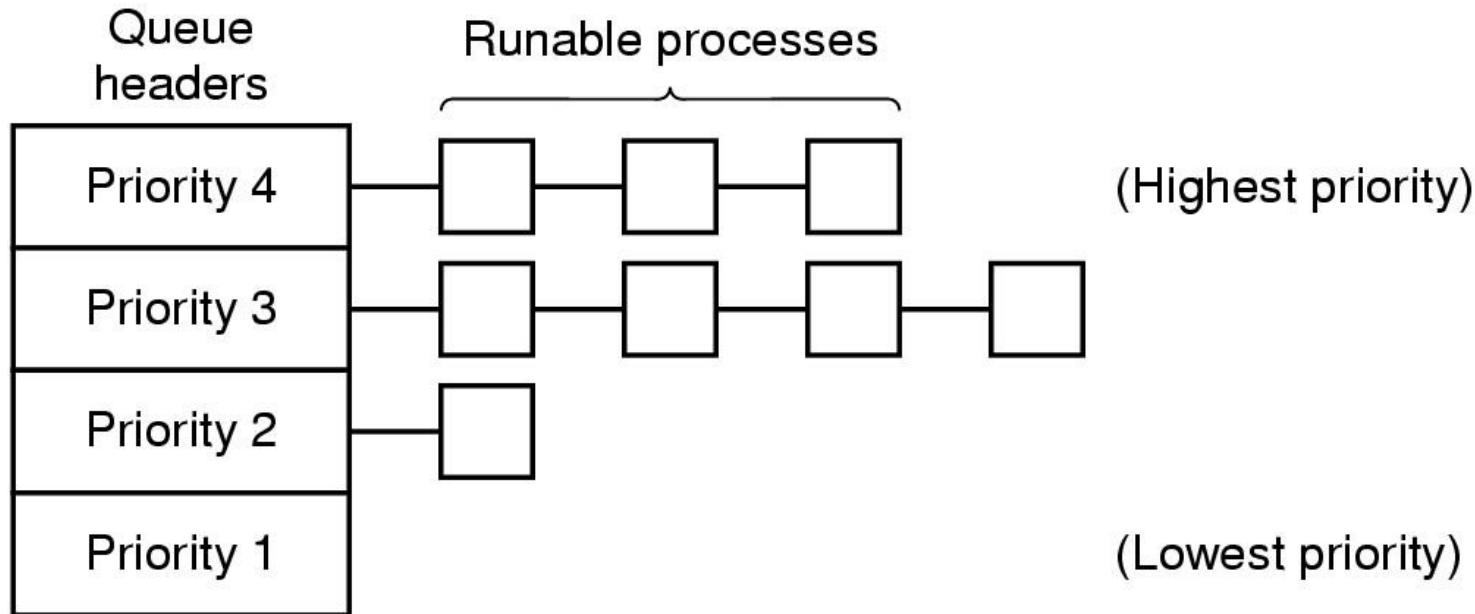 Queue
headers
Runable processes
Priority 4
(Highest priority)
Priority 3
Priority 2
Priority 1
(Lowest priority)